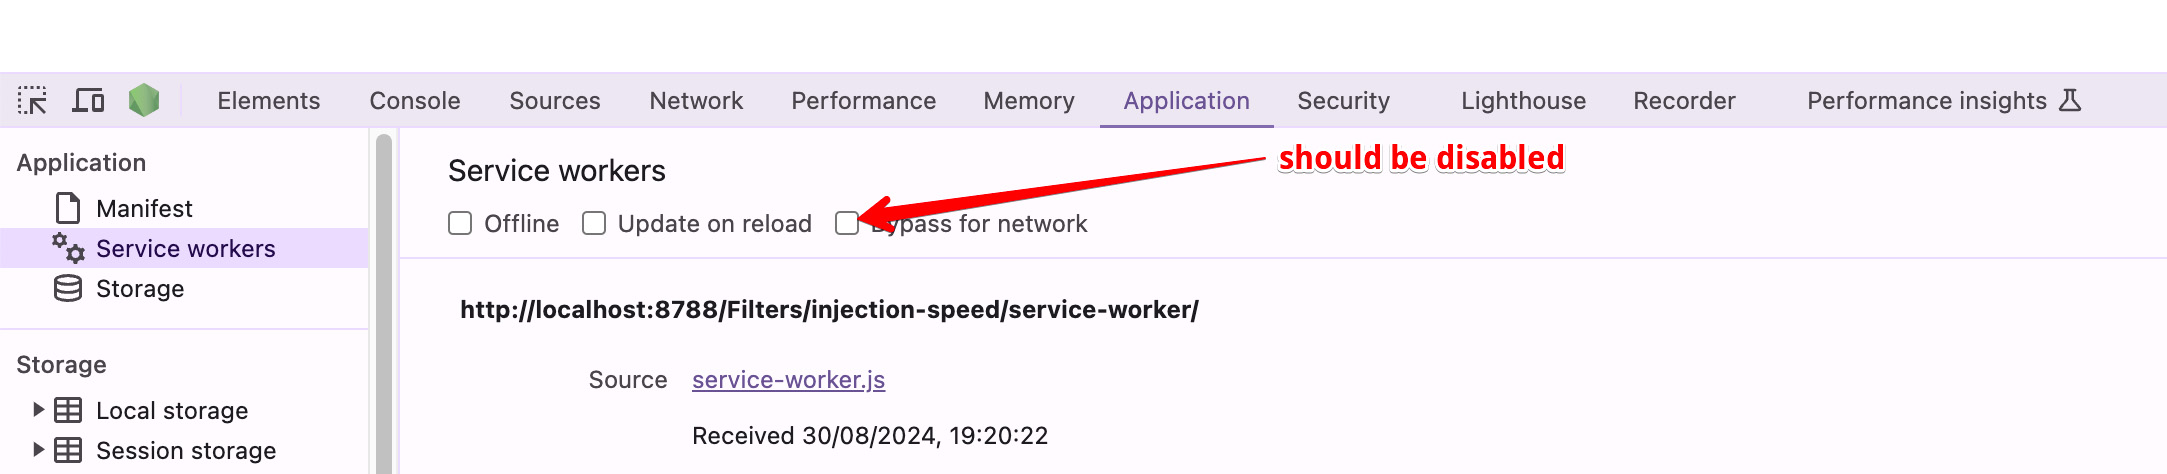 Elements Console Sources Network Performance Memory Application Security Lighthouse Recorder Performance insights
Application
Manifest
Service workers
Storage
Storage
Local storage
Session storage
Service workers
should be disabled
Offline Update on reload Bypass for network
http://localhost:8788/Filters/injection-speed/service-worker/
Source service-worker.js
Received 30/08/2024, 19:20:22